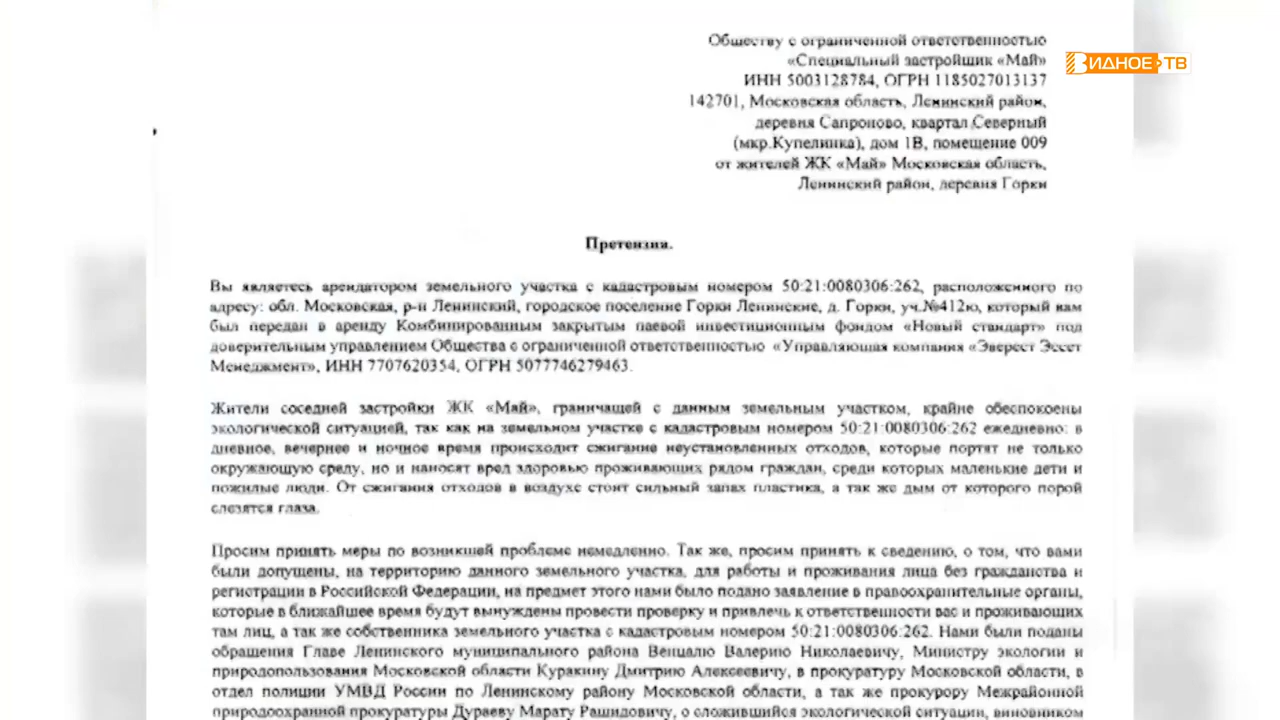 Обществу с ограниченной ответственностью
«Специальный застройщик «Май»
ИНН 5003128784, ОГРН 1185027013137
142701, Московская область, Ленинский район,
деревня Сапроново, квартал Северный
(мкр.Купелинка), дом 1В, помещение 009
от жителей ЖК «Май» Московская область,
Ленинский район, деревня Горки
ВИДНОЕ-ТВ
Претензия.
Вы являетесь арендатором земельного участка с кадастровым номером 50:21:0080306:262, расположенного по
адресу: обл. Московская, р-н Ленинский, городское поселение Горки Ленинские, д. Горки, уч.№412ю, который вам
был передан в аренду Комбинированным закрытым паевой инвестиционным фондом «Новый стандарт» под
доверительным управлением Общества с ограниченной ответственностью «Управляющая компания «Эверест Эссет
Менеджмент», ИНН 7707620354, ОГРН 5077746279463.
Жители соседней застройки ЖК «Май», граничащей с данным земельным участком, крайне обеспокоены
экологической ситуацией, так как на земельном участке с кадастровым номером 50:21:0080306:262 ежедневно: в
дневное, вечернее и ночное время происходит сжигание неустановленных отходов, которые портят не только
окружающую среду, но и наносят вред здоровью проживающих рядом граждан, среди которых маленькие дети и
пожилые люди. От сжигания отходов в воздухе стоит сильный запах пластика, а так же дым от которого порой
слезятся глаза.
Просим принять меры по возникшей проблеме немедленно. Так же, просим принять к сведению, о том, что вами
были допущены, на территорию данного земельного участка, для работы и проживания лица без гражданства и
регистрации в Российской Федерации, на предмет этого нами было подано заявление в правоохранительные органы,
которые в ближайшее время будут вынуждены провести проверку и привлечь к ответственности вас и проживающих
там лиц, а так же собственника земельного участка с кадастровым номером 50:21:0080306:262. Нами были поданы
обращения Главе Ленинского муниципального района Венцалю Валерию Николаевичу, Министру экологии и
природопользования Московской области Куракину Дмитрию Алексеевичу, в прокуратуру Московской области, в
отдел полиции УМВД России по Ленинскому району Московской области, а так же прокурору Межрайонной
природоохранной прокуратуры Дураеву Марату Рашидовичу, о сложившийся экологической ситуации, виновником